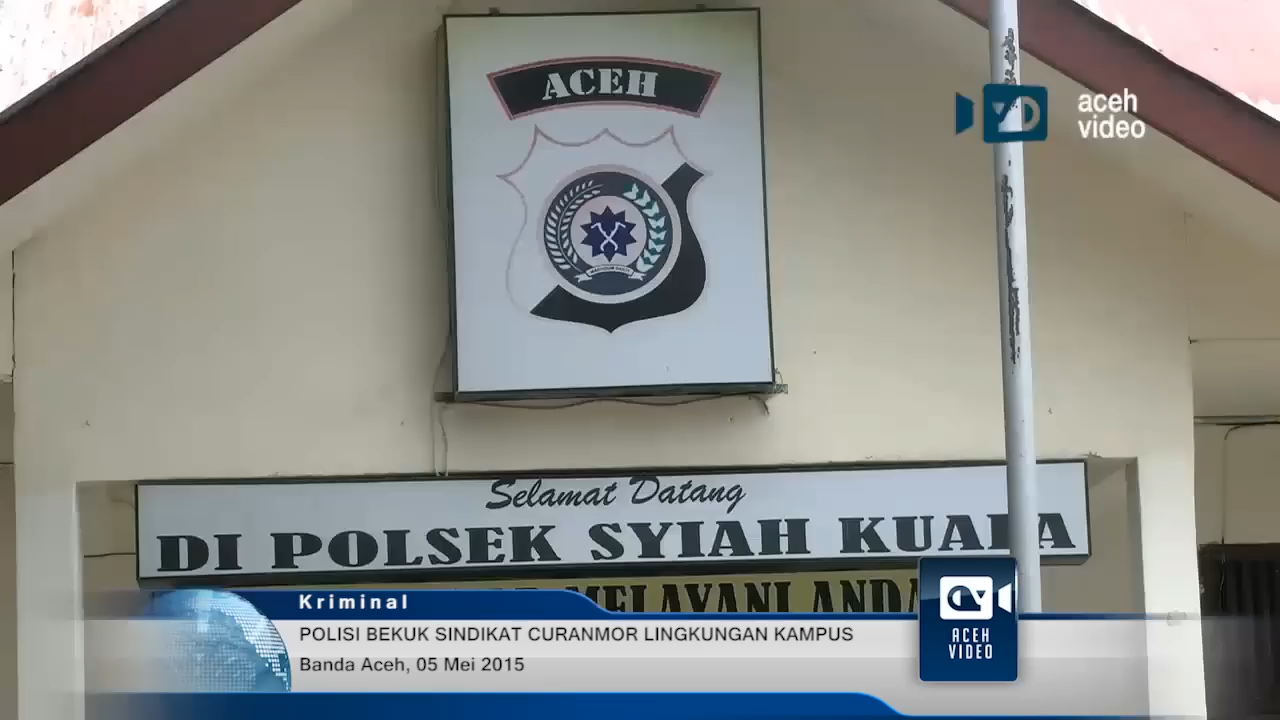 ACEH
aceh
video
Selamat Datang
DI POLSEK SYIAH KUALA
MELAYANI ANDA
Kriminal
POLISI BEKUK SINDIKAT CURANMOR LINGKUNGAN KAMPUS
Banda Aceh, 05 Mei 2015
ACEH
VIDEO